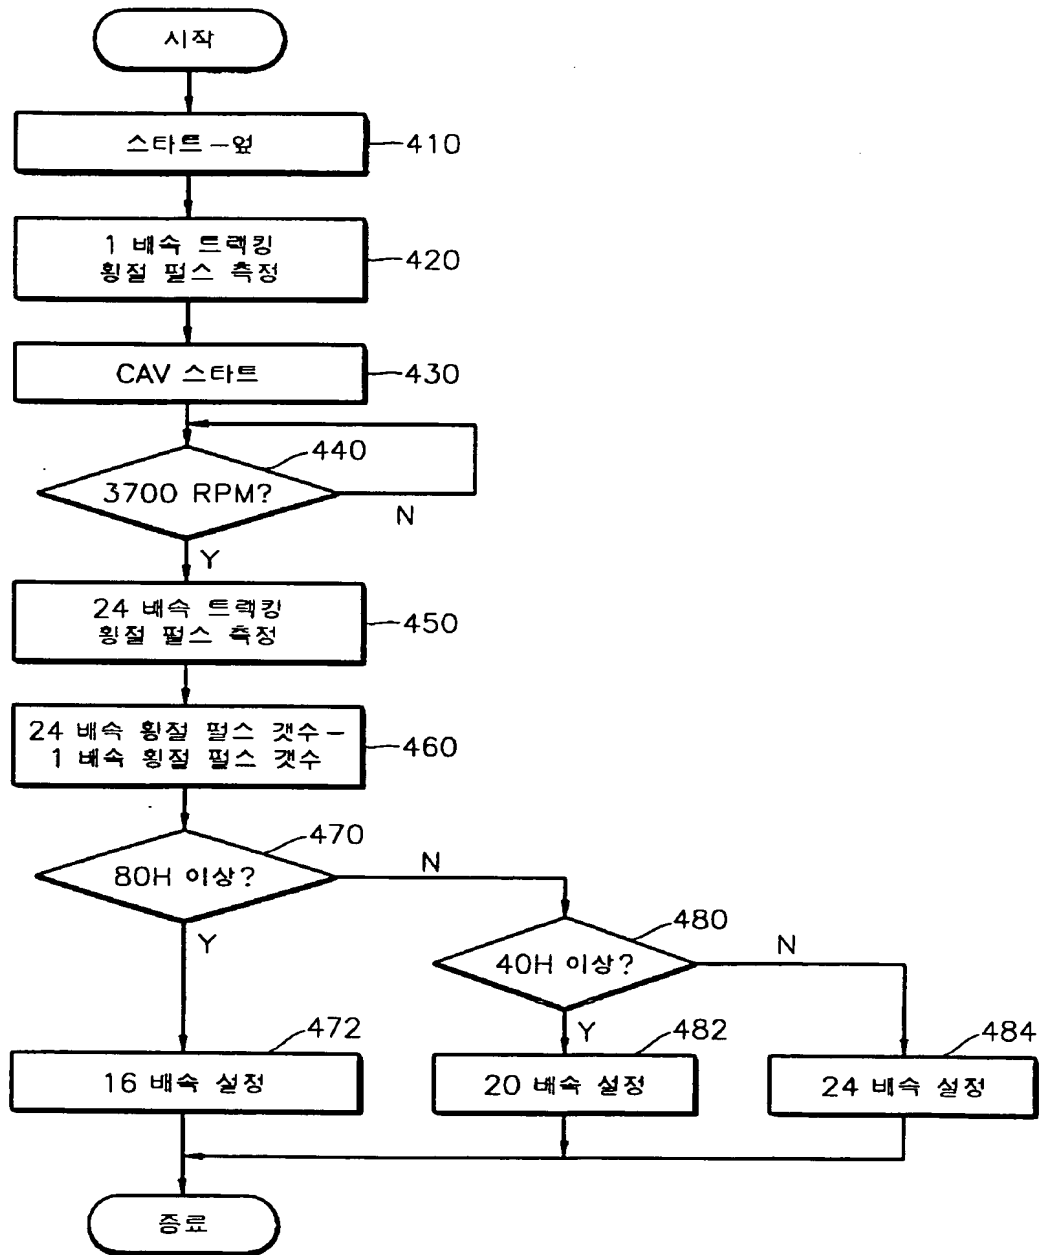 시작
스타트-엎
410
1 배속 트랙킹
횡절 펄스 측정
420
CAV 스타트
430
440
3700 RPM?
N
Y
24 배속 트랙킹
횡절 펄스 측정
450
24 배속 횡절 펄스 갯수-
1 배속 횡절 펄스 갯수
460
470
80H 이상?
N
Y
480
40H 이상?
N
Y
472
16 배속 설정
482
20 배속 설정
484
24 배속 설정
종료